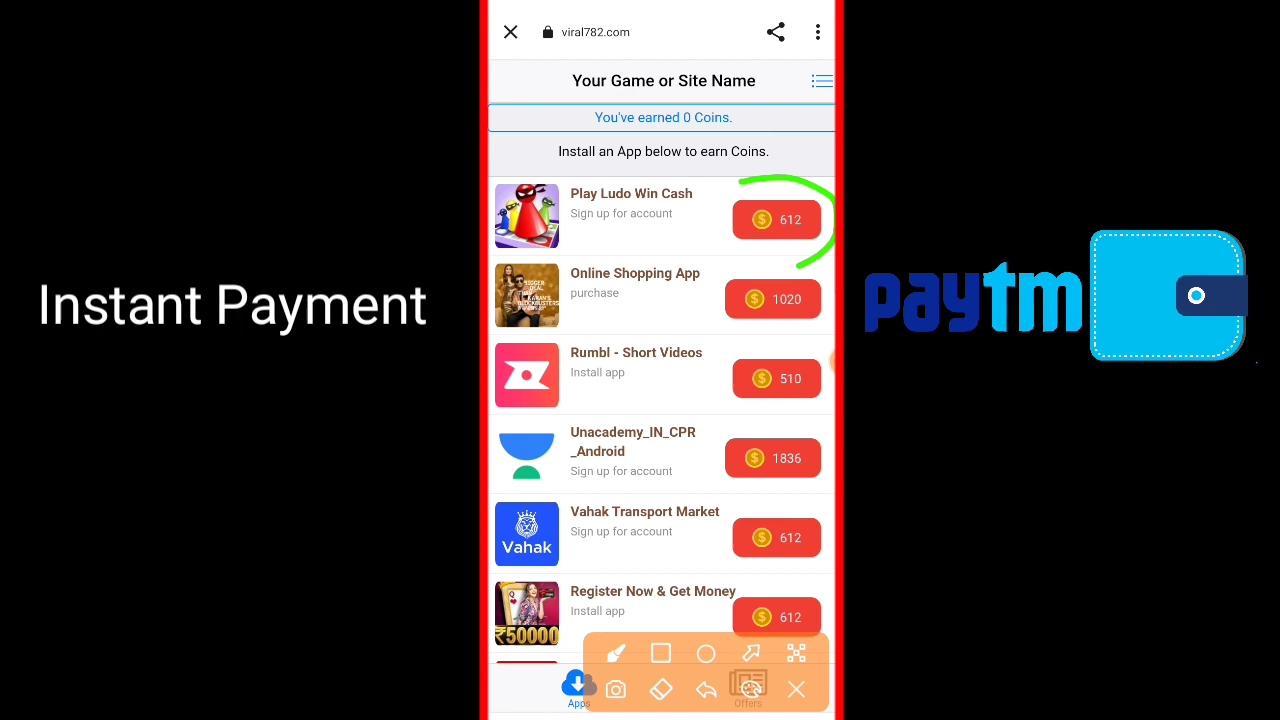 viral782.com
Your Game or Site Name
You've earned 0 Coins.
Install an App below to earn Coins.
Play Ludo Win Cash
Sign up for account
612
Online Shopping App
purchase
1020
Rumbl - Short Videos
Install app
510
Unacademy_IN_CPR
_Android
Sign up for account
1836
Vahak
Vahak Transport Market
Sign up for account
612
₹50000
Register Now & Get Money
Install app
612
Apps
Offers
Instant Payment
paytm